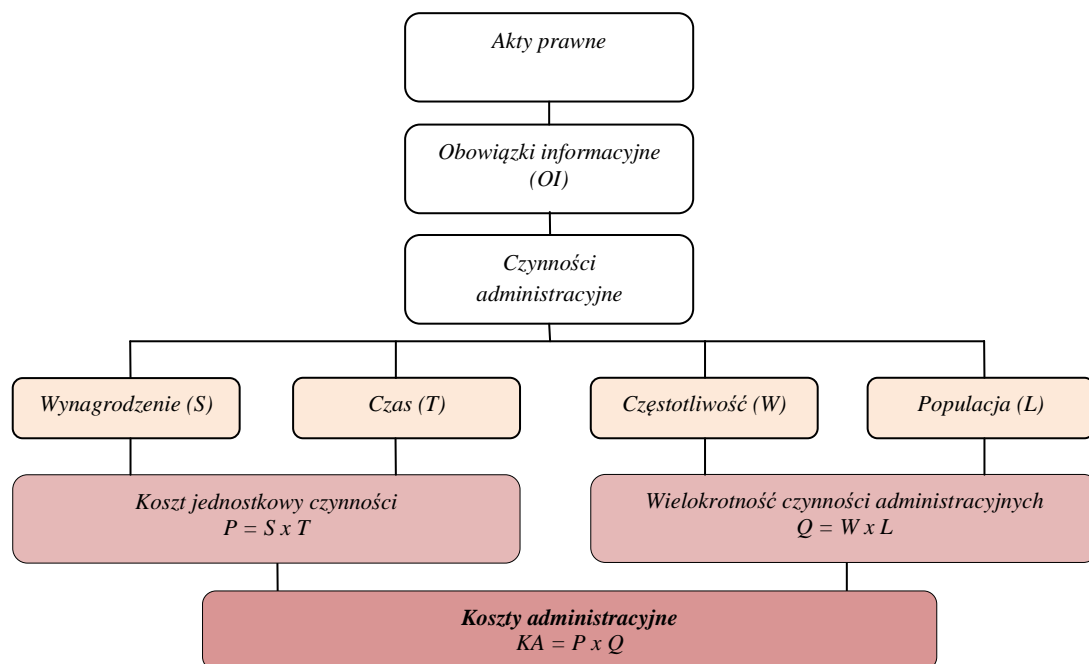 Akty prawne
Obowiązki informacyjne
(OI)
Czynności
administracyjne
Wynagrodzenie (S)
Czas (T)
Częstotliwość (W)
Populacja (L)
Koszt jednostkowy czynności
P = S x T
Wielokrotność czynności administracyjnych
Q = W x L
Koszty administracyjne
KA = P x Q